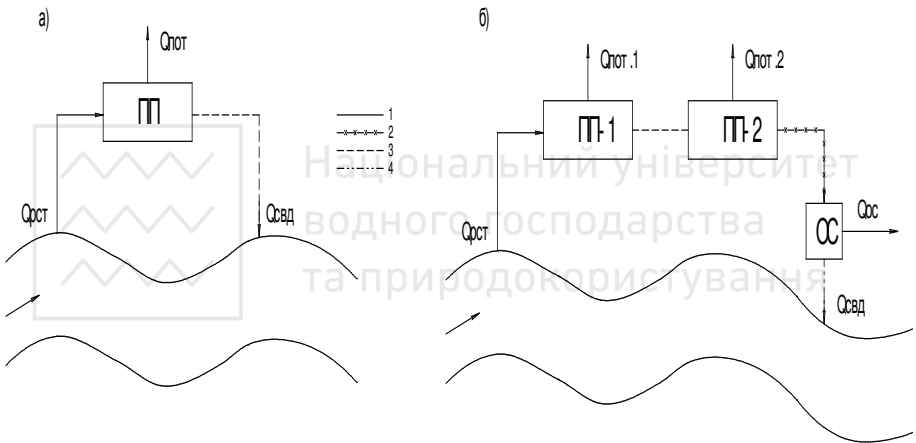 а)
Qпот
ПП
Qрст
Qсвд
1
2
3
4
б)
Qпот.1
Qпот.2
ПП-1
ПП-2
Qрст
ОС
Qос
Qсвд
Національний університет
водного господарства
та природокористування